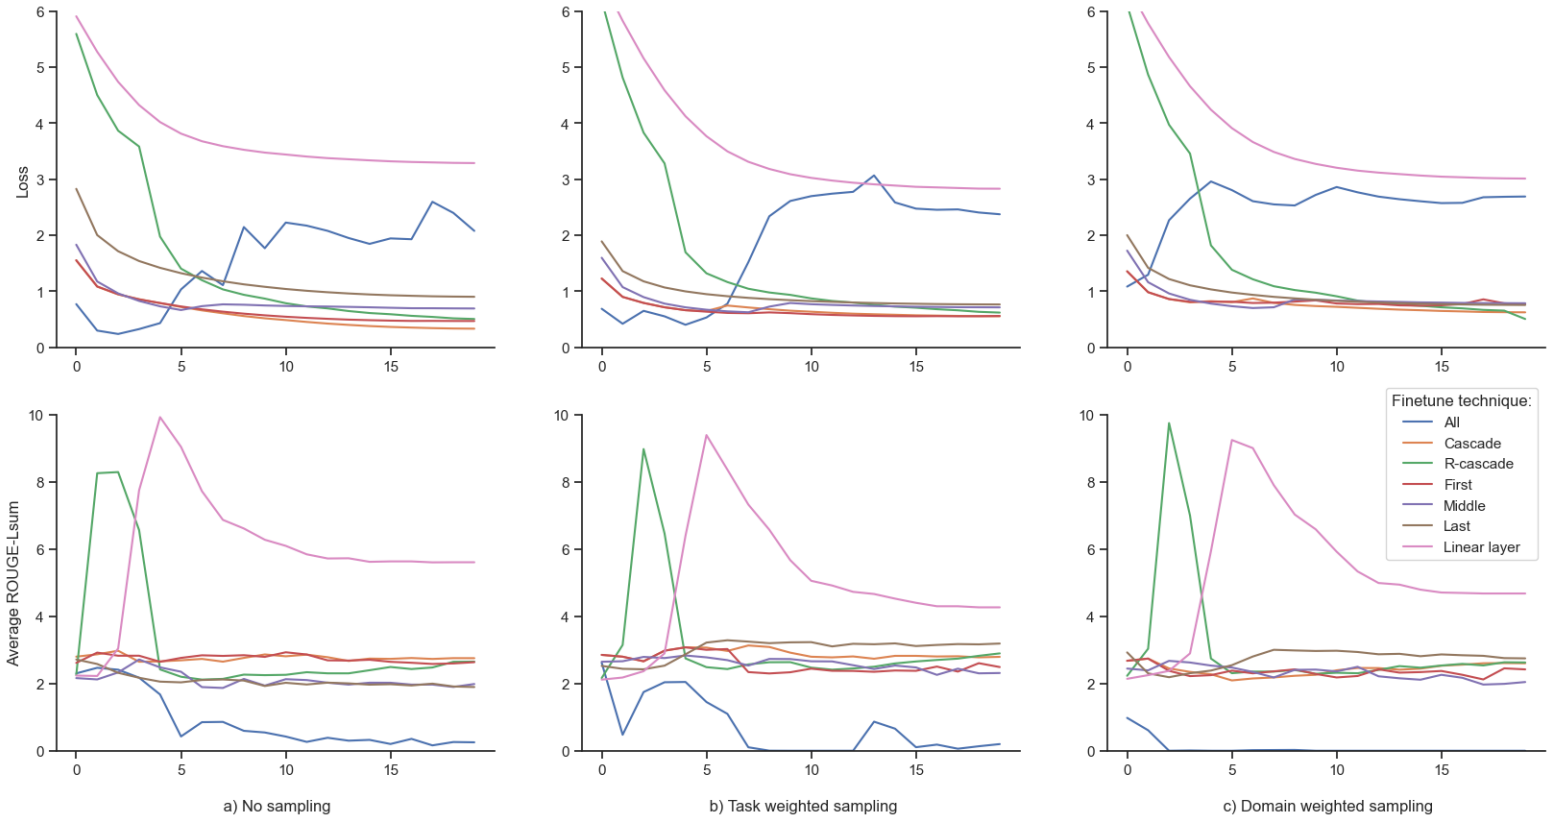 Loss
6
5
4
3
2
1
0
0 5 10 15
6
5
4
3
2
1
0
0 5 10 15
6
5
4
3
2
1
0
0 5 10 15
Average ROUGE-Lsum
10
8
6
4
2
0
0 5 10 15
a) No sampling
10
8
6
4
2
0
0 5 10 15
b) Task weighted sampling
10
8
6
4
2
0
0 5 10 15
c) Domain weighted sampling
Finetune technique:
All
Cascade
R-cascade
First
Middle
Last
Linear layer